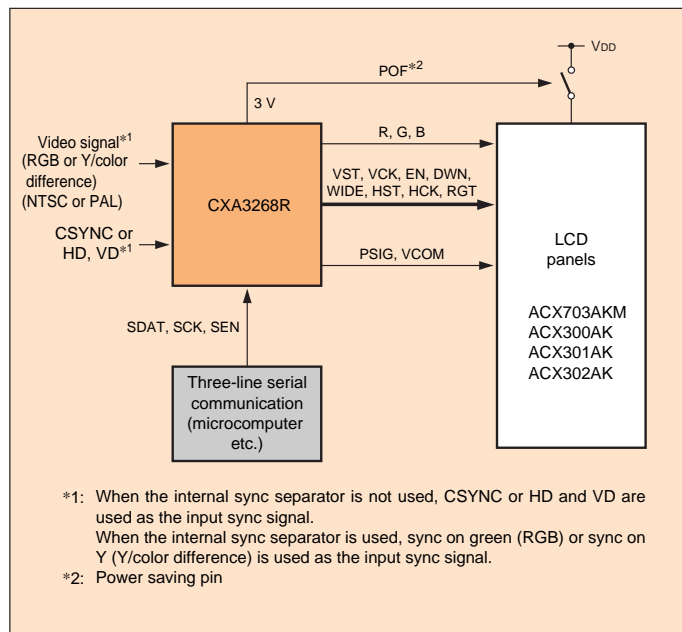 VDD
POF*2
3 V
Video signal*1
(RGB or Y/color
difference)
(NTSC or PAL)
R, G, B
VST, VCK, EN, DWN,
WIDE, HST, HCK, RGT
CXA3268R
CSYNC or
HD, VD*1
PSIG, VCOM
LCD
panels
ACX703AKM
ACX300AK
ACX301AK
ACX302AK
SDAT, SCK, SEN
Three-line serial
communication
(microcomputer
etc.)
*1: When the internal sync separator is not used, CSYNC or HD and VD are
used as the input sync signal.
When the internal sync separator is used, sync on green (RGB) or sync on
Y (Y/color difference) is used as the input sync signal.
*2: Power saving pin